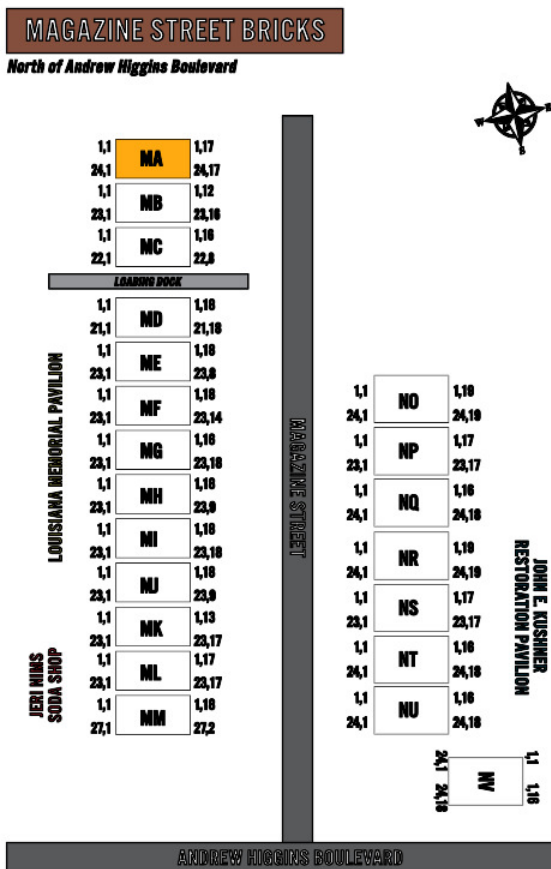 MAGAZINE STREET BRICKS
North of Andrew Higgins Boulevard
N
W E
S
1,1 MA 1,17
24,1 24,17
1,1 MB 1,12
23,1 23,16
1,1 MC 1,16
22,1 22,8
LOADING DOCK
1,1 MD 1,18
21,1 21,18
1,1 ME 1,18
23,1 23,8
1,1 MF 1,18
23,1 23,14
1,1 MG 1,16
23,1 23,18
1,1 MH 1,18
23,1 23,9
1,1 MI 1,18
23,1 23,18
1,1 MJ 1,18
23,1 23,9
1,1 MK 1,13
23,1 23,17
1,1 ML 1,17
23,1 23,17
1,1 MM 1,18
27,1 27,2
LOUISIANA MEMORIAL PAVILION
JERI NIMS
SODA SHOP
MAGAZINE STREET
1,1 NO 1,19
24,1 24,19
1,1 NP 1,17
23,1 23,17
1,1 NQ 1,16
24,1 24,18
1,1 NR 1,19
24,1 24,19
1,1 NS 1,17
23,1 23,17
1,1 NT 1,16
24,1 24,18
1,1 NU 1,16
24,1 24,18
JOHN E. KUSHNER
RESTORATION PAVILION
1,1 NV 1,16
24,1 24,18
ANDREW HIGGINS BOULEVARD